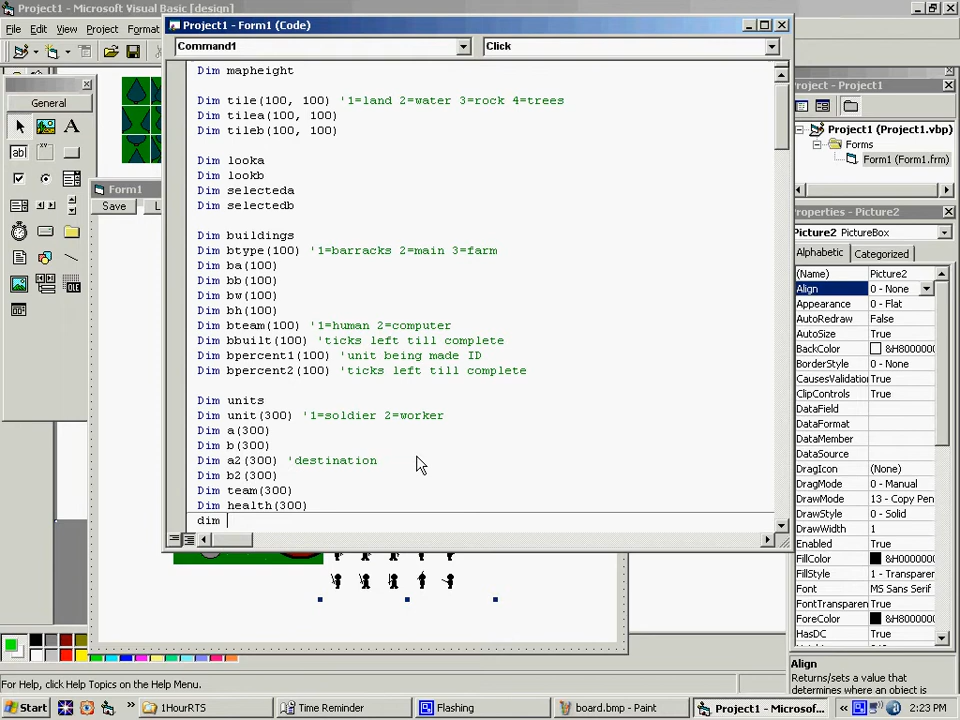 Project1 - Microsoft Visual Basic [design]
File Edit View Project Format
General
Form1
Save L
Project1 - Form1 (Code)
Command1 Click
Dim mapheight
Dim tile(100, 100) '1=land 2=water 3=rock 4=trees
Dim tilea(100, 100)
Dim tileb(100, 100)
Dim looka
Dim lookb
Dim selecteda
Dim selectedb
Dim buildings
Dim btype(100) '1=barracks 2=main 3=farm
Dim ba(100)
Dim bb(100)
Dim bw(100)
Dim bh(100)
Dim bteam(100) '1=human 2=computer
Dim bbuilt(100) 'ticks left till complete
Dim bpercent1(100) 'unit being made ID
Dim bpercent2(100) 'ticks left till complete
Dim units
Dim unit(300) '1=soldier 2=worker
Dim a(300)
Dim b(300)
Dim a2(300) 'destination
Dim b2(300)
Dim team(300)
Dim health(300)
dim
Project - Project1
Project1 (Project1.vbp)
Forms
Form1 (Form1.frm)
Properties - Picture2
Picture2 PictureBox
Alphabetic Categorized
(Name) Picture2
Align 0 - None
Appearance 0 - Flat
AutoRedraw False
AutoSize True
BackColor &H8000000
BorderStyle 0 - None
CausesValidation True
ClipControls True
DataField
DataFormat
DataMember
DataSource
DragIcon (None)
DragMode 0 - Manual
DrawMode 13 - Copy Pen
DrawStyle 0 - Solid
DrawWidth 1
Enabled True
FillColor &H0000000
FillStyle 1 - Transparen
Font MS Sans Serif
FontTransparen True
ForeColor &H8000000
HasDC True
Align
Returns/sets a value that determines where an object is
For Help, click Help Topics on the Help Menu.
Start 1HourRTS Time Reminder Flashing board.bmp - Paint Project1 - Microsof... 2:23 PM